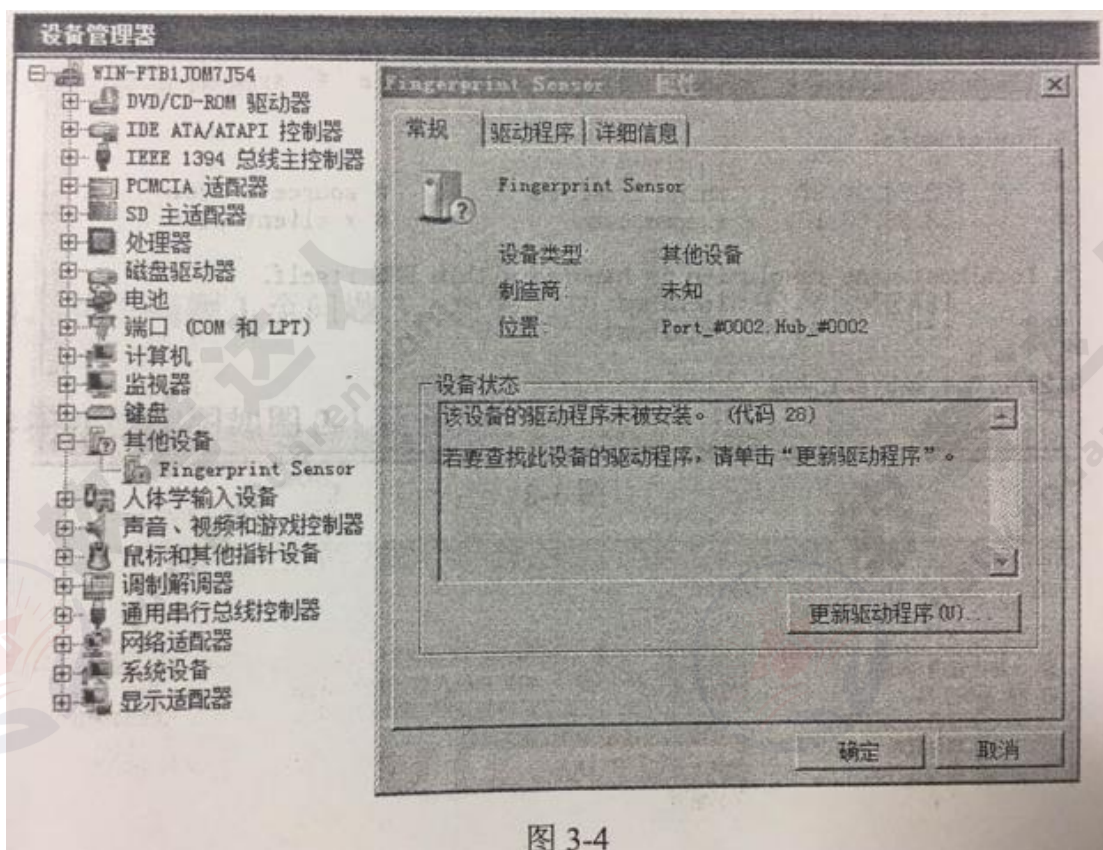 设备管理器
WIN-FTB1JOM7J54
DVD/CD-ROM 驱动器
IDE ATA/ATAPI 控制器
IEEE 1394 总线主控制器
PCMCIA 适配器
SD 主适配器
处理器
磁盘驱动器
电池
端口 (COM 和 LPT)
计算机
监视器
键盘
其他设备
Fingerprint Sensor
人体学输入设备
声音、视频和游戏控制器
鼠标和其他指针设备
调制解调器
通用串行总线控制器
网络适配器
系统设备
显示适配器
Fingerprint Sensor 属性
常规 驱动程序 详细信息
Fingerprint Sensor
设备类型: 其他设备
制造商: 未知
位置: Port_#0002.Hub_#0002
设备状态
该设备的驱动程序未被安装。 (代码 28)
若要查找此设备的驱动程序，请单击“更新驱动程序”。
更新驱动程序(U)...
确定 取消
图 3-4